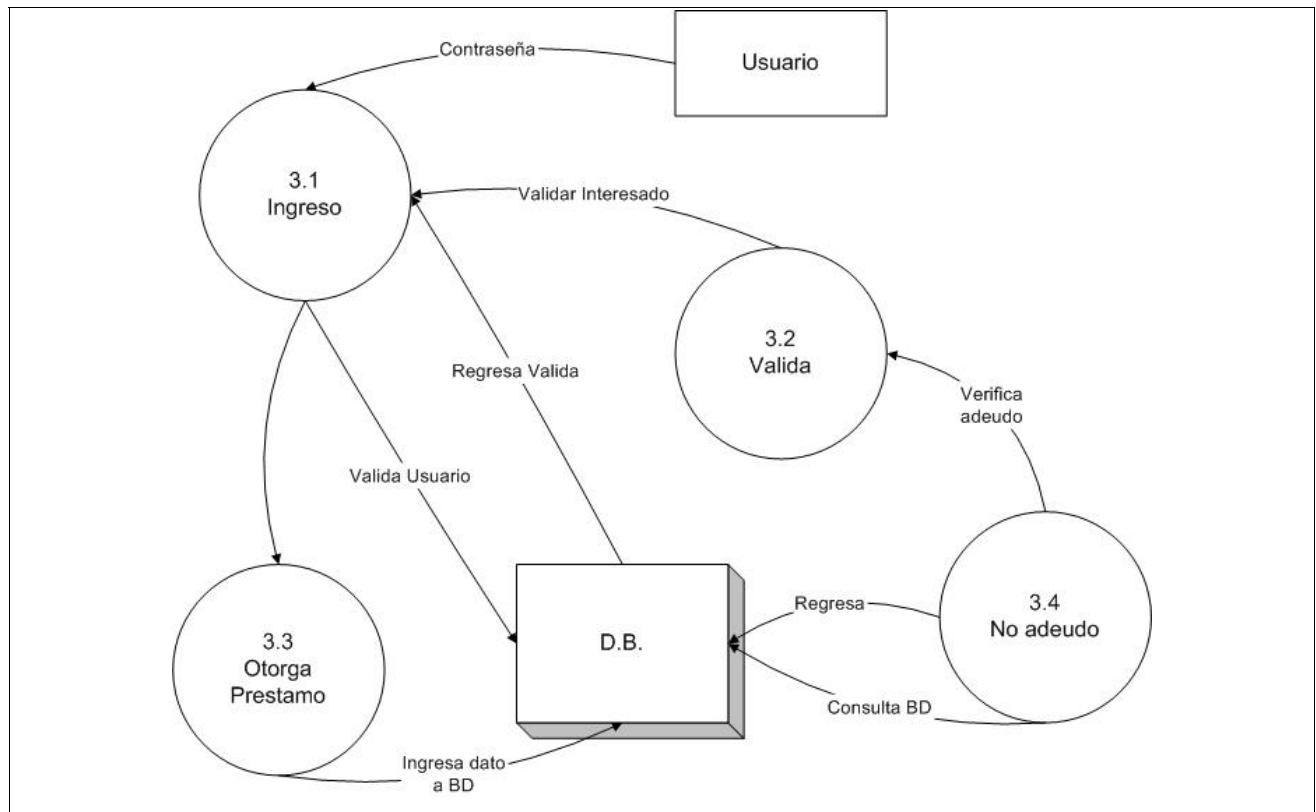 Contraseña
Usuario
3.1
Ingreso
Validar Interesado
3.2
Valida
Regresa Valida
Verifica
adeudo
Valida Usuario
Regresa
3.4
No adeudo
3.3
Otorga
Prestamo
D.B.
Consulta BD
Ingresa dato
a BD